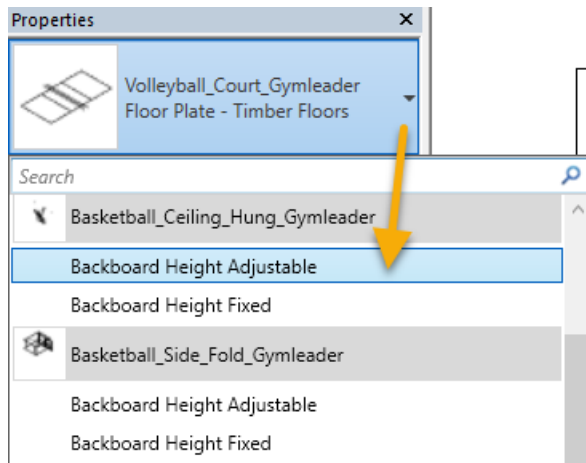 Properties
Volleyball_Court_Gymleader
Floor Plate - Timber Floors
Search
Basketball_Ceiling_Hung_Gymleader
Backboard Height Adjustable
Backboard Height Fixed
Basketball_Side_Fold_Gymleader
Backboard Height Adjustable
Backboard Height Fixed